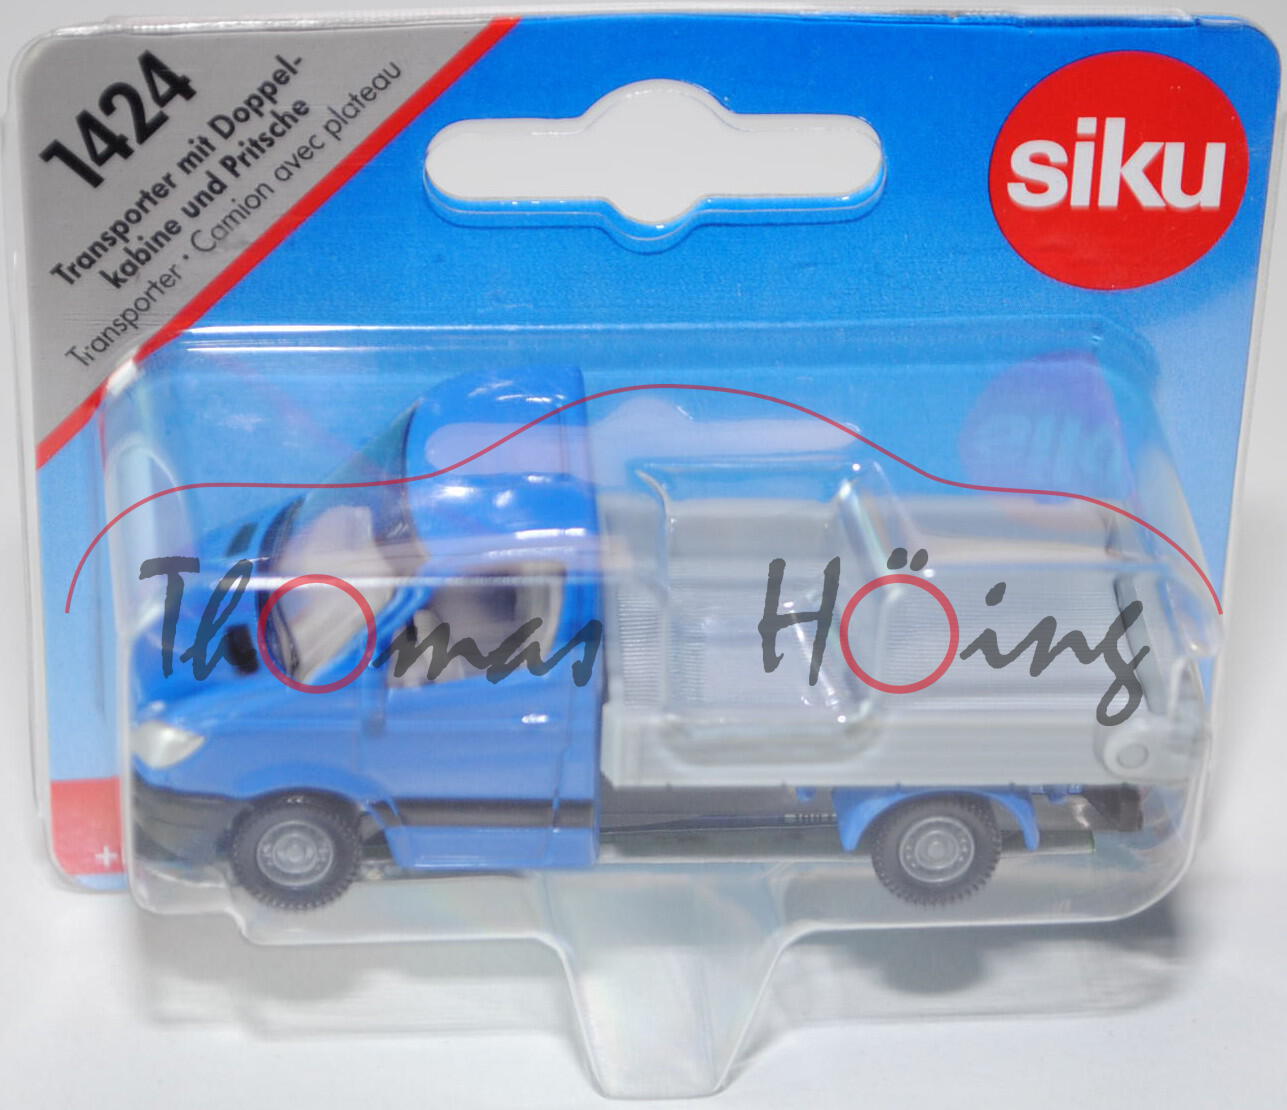 1424
Transporter mit Doppel-
kabine und Pritsche
Transporter · Camion avec plateau
siku
Thomas Höing